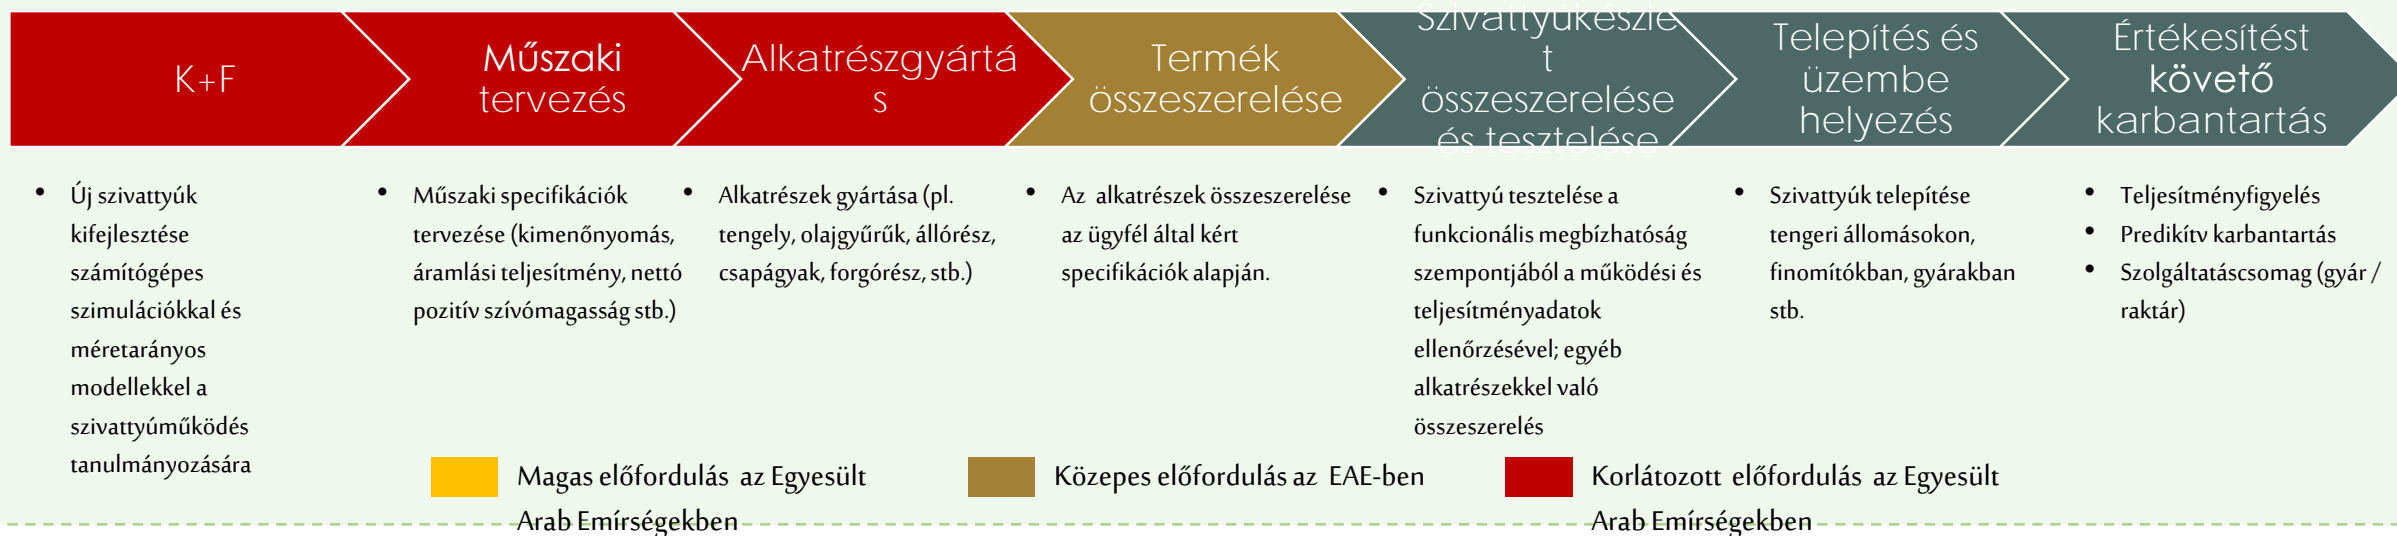 K+F
Műszaki
tervezés
Alkatrészgyártá
s
Termék
összeszerelése
Szivattyúkészle
t
összeszerelése
és tesztelése
Telepítés és
üzembe
helyezés
Értékesítést
követő
karbantartás
• Új szivattyúk
kifejlesztése
számítógépes
szimulációkkal és
méretarányos
modellekkel a
szivattyúműködés
tanulmányozására
• Műszaki specifikációk
tervezése (kimenőnyomás,
áramlási teljesítmény, nettó
pozitív szívómagasság stb.)
• Alkatrészek gyártása (pl.
tengely, olajgyűrűk, állórész,
csapágyak, forgórész, stb.)
• Az alkatrészek összeszerelése
az ügyfél által kért
specifikációk alapján.
• Szivattyú tesztelése a
funkcionális megbízhatóság
szempontjából a működési és
teljesítményadatok
ellenőrzésével; egyéb
alkatrészekkel való
összeszerelés
• Szivattyúk telepítése
tengeri állomásokon,
finomítókban, gyárakban
stb.
• Teljesítményfigyelés
• Predikítv karbantartás
• Szolgáltatáscsomag (gyár /
raktár)
Magas előfordulás az Egyesült
Arab Emírségekben
Közepes előfordulás az EAE-ben
Korlátozott előfordulás az Egyesült
Arab Emírségekben